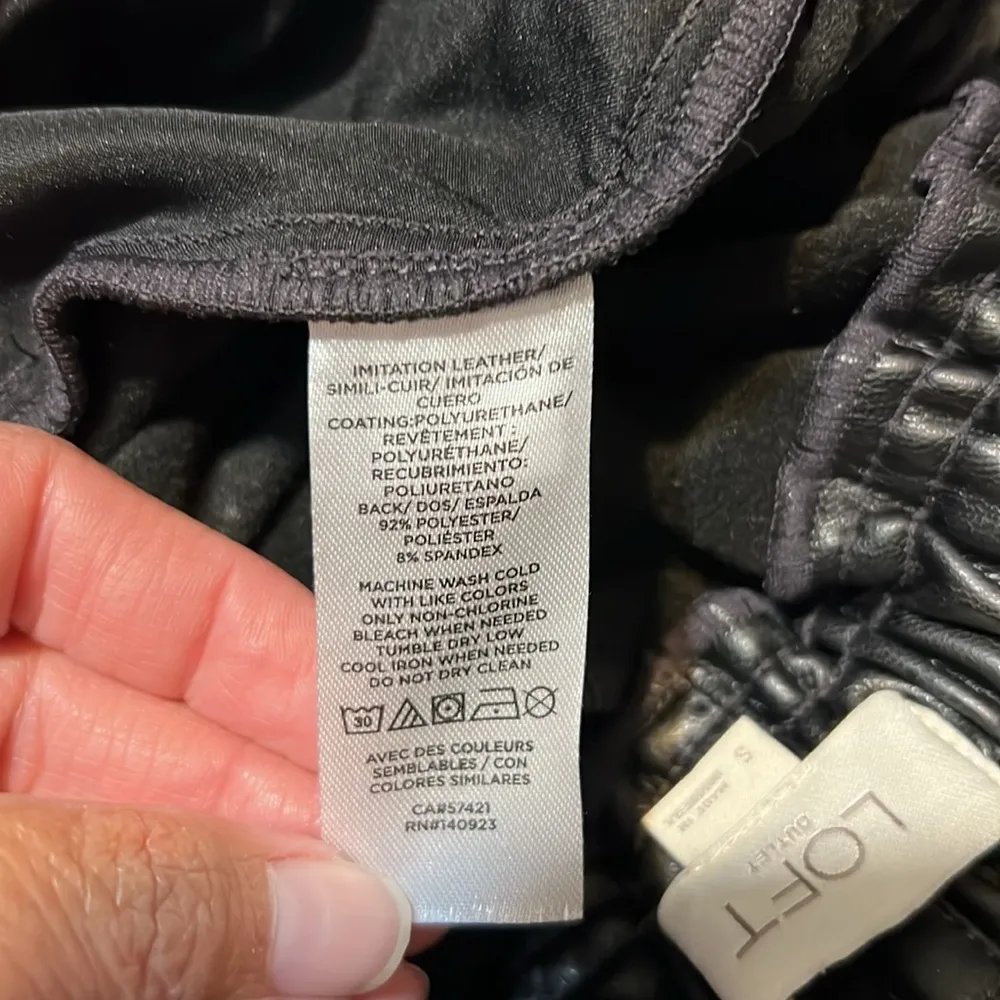 IMITATION LEATHER/
SIMILI-CUIR/ IMITACIÓN DE
CUERO
COATING:POLYURETHANE/
REVÊTEMENT :
POLYURÉTHANE/
RECUBRIMIENTO:
POLIURETANO
BACK/ DOS/ ESPALDA
92% POLYESTER/
POLIÉSTER
8% SPANDEX
MACHINE WASH COLD
WITH LIKE COLORS
ONLY NON-CHLORINE
BLEACH WHEN NEEDED
TUMBLE DRY LOW
COOL IRON WHEN NEEDED
DO NOT DRY CLEAN
30
AVEC DES COULEURS
SEMBLABLES / CON
COLORES SIMILARES
CA#57421
RN#140923
S
MADE IN
LOFT
OUTLET